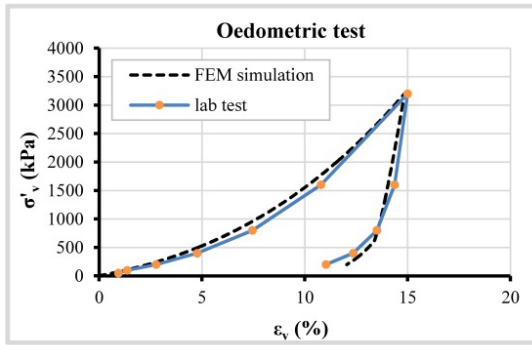 Oedometric test
4000
3500
3000
2500
2000
1500
1000
500
0
σ'v (kPa)
FEM simulation
lab test
0 5 10 15 20
εv (%)